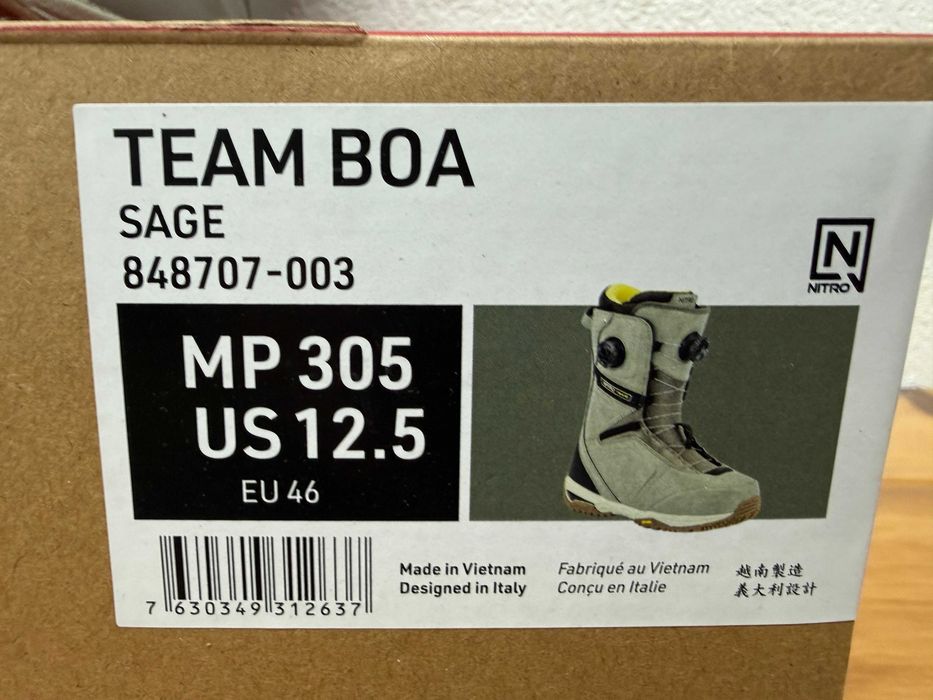 TEAM BOA
SAGE
848707-003
N
NITRO
MP 305
US 12.5
EU 46
7 630349 312637
Made in Vietnam
Designed in Italy
Fabriqué au Vietnam
Conçu en Italie
越南製造
義大利設計